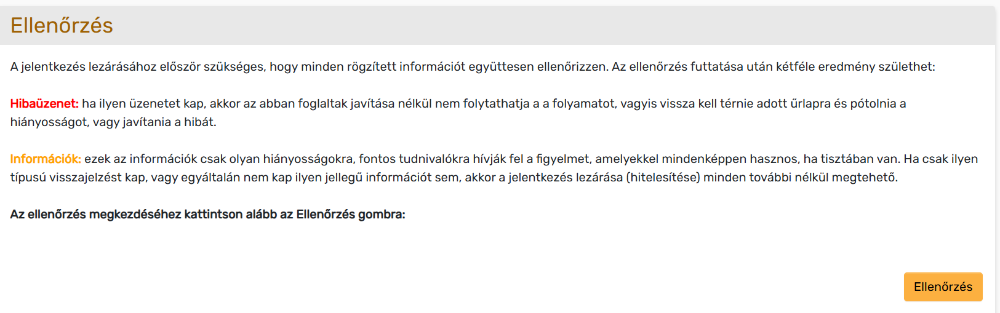 Ellenőrzés
A jelentkezés lezárásához először szükséges, hogy minden rögzített információt együttesen ellenőrizzen. Az ellenőrzés futtatása után kétféle eredmény születhet:
Hibaüzenet: ha ilyen üzenetet kap, akkor az abban foglaltak javítása nélkül nem folytathatja a a folyamatot, vagyis vissza kell térnie adott űrlapra és pótolnia a
hiányosságot, vagy javítania a hibát.
Információk: ezek az információk csak olyan hiányosságokra, fontos tudnivalókra hívják fel a figyelmet, amelyekkel mindenképpen hasznos, ha tisztában van. Ha csak ilyen
típusú visszajelzést kap, vagy egyáltalán nem kap ilyen jellegű információt sem, akkor a jelentkezés lezárása (hitelesítése) minden további nélkül megtehető.
Az ellenőrzés megkezdéséhez kattintson alább az Ellenőrzés gombra:
Ellenőrzés